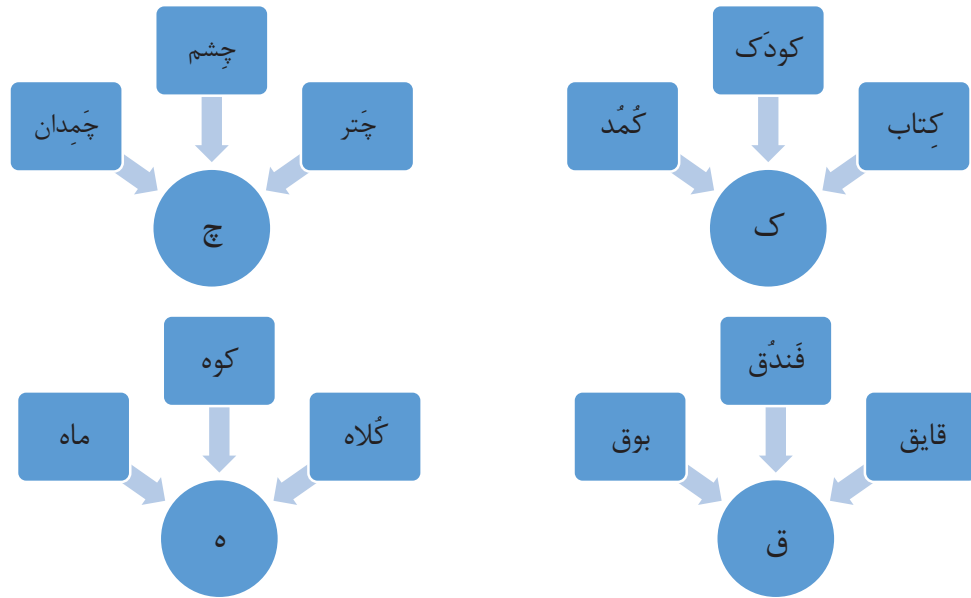 کودَک
کِتاب
کُمُد
ک
چِشم
چَتر
چَمِدان
چ
فَندُق
قایق
بوق
ق
کوه
کُلاه
ماه
ه